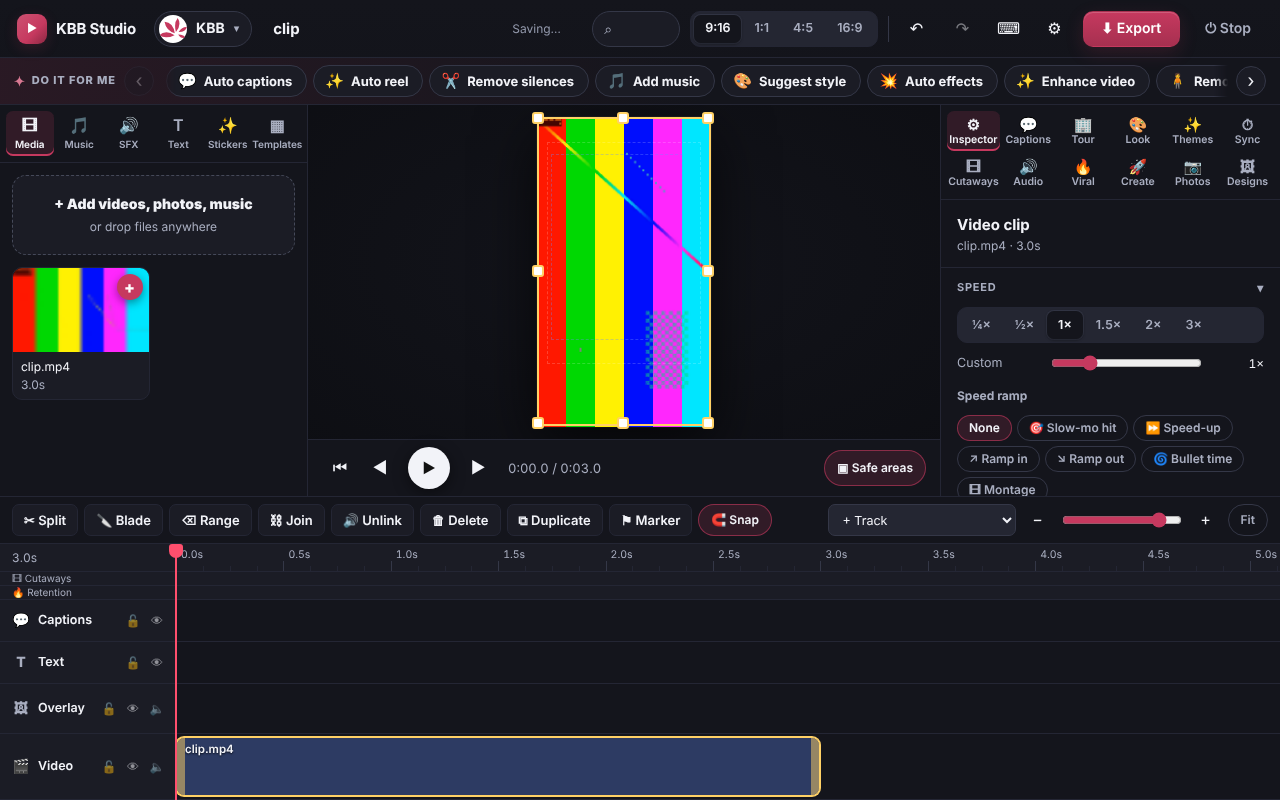 KBB Studio
KBB
clip
Saving...
9:16
1:1
4:5
16:9
Export
Stop
DO IT FOR ME
Auto captions
Auto reel
Remove silences
Add music
Suggest style
Auto effects
Enhance video
Media
Music
SFX
Text
Stickers
Templates
+ Add videos, photos, music
or drop files anywhere
clip.mp4
3.0s
0:00.0 / 0:03.0
Safe areas
Inspector
Captions
Tour
Look
Themes
Sync
Cutaways
Audio
Viral
Create
Photos
Designs
Video clip
clip.mp4 · 3.0s
SPEED
¼×
½×
1×
1.5×
2×
3×
Custom
1×
Speed ramp
None
Slow-mo hit
Speed-up
Ramp in
Ramp out
Bullet time
Montage
Split
Blade
Range
Join
Unlink
Delete
Duplicate
Marker
Snap
+ Track
Fit
3.0s
0.0s
0.5s
1.0s
1.5s
2.0s
2.5s
3.0s
3.5s
4.0s
4.5s
5.0s
Cutaways
Retention
Captions
Text
Overlay
Video
clip.mp4